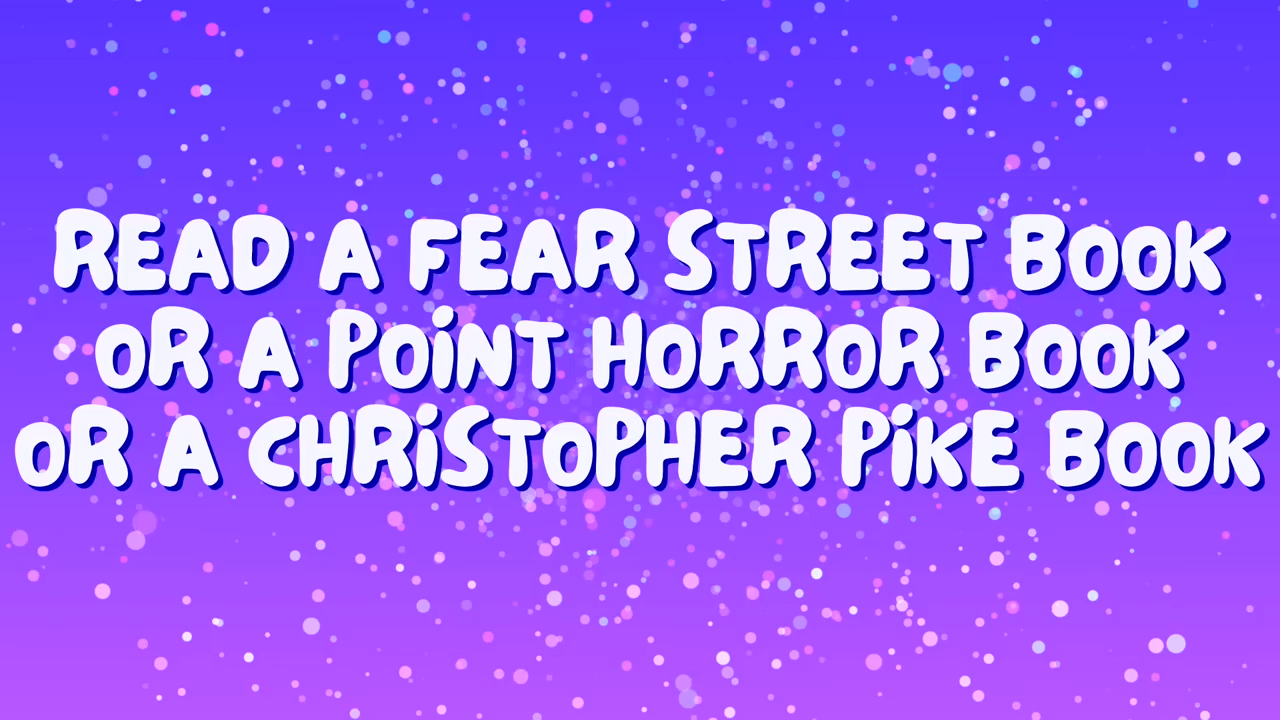 READ A FEAR STREET BOOK
OR A POINT HORROR BOOK
OR A CHRISTOPHER PIKE BOOK